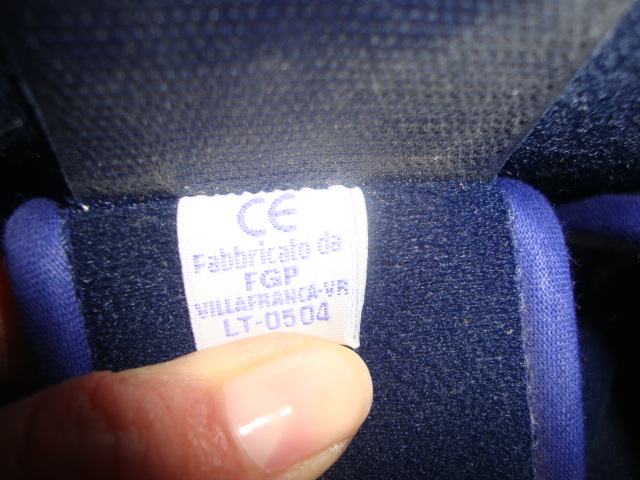 CE
Fabbricato da
FGP
VILLAFRANCA-VR
LT-0504